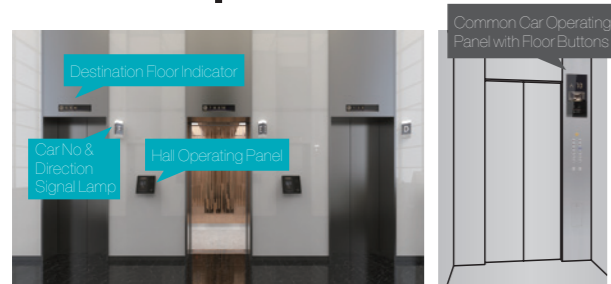 Destination Floor Indicator
Car No &
Direction
Signal Lamp
Hall Operating Panel
Common Car Operating
Panel with Floor Buttons